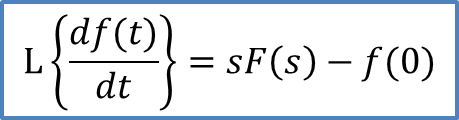 L{df(t)/dt} = sF(s) − f(0)